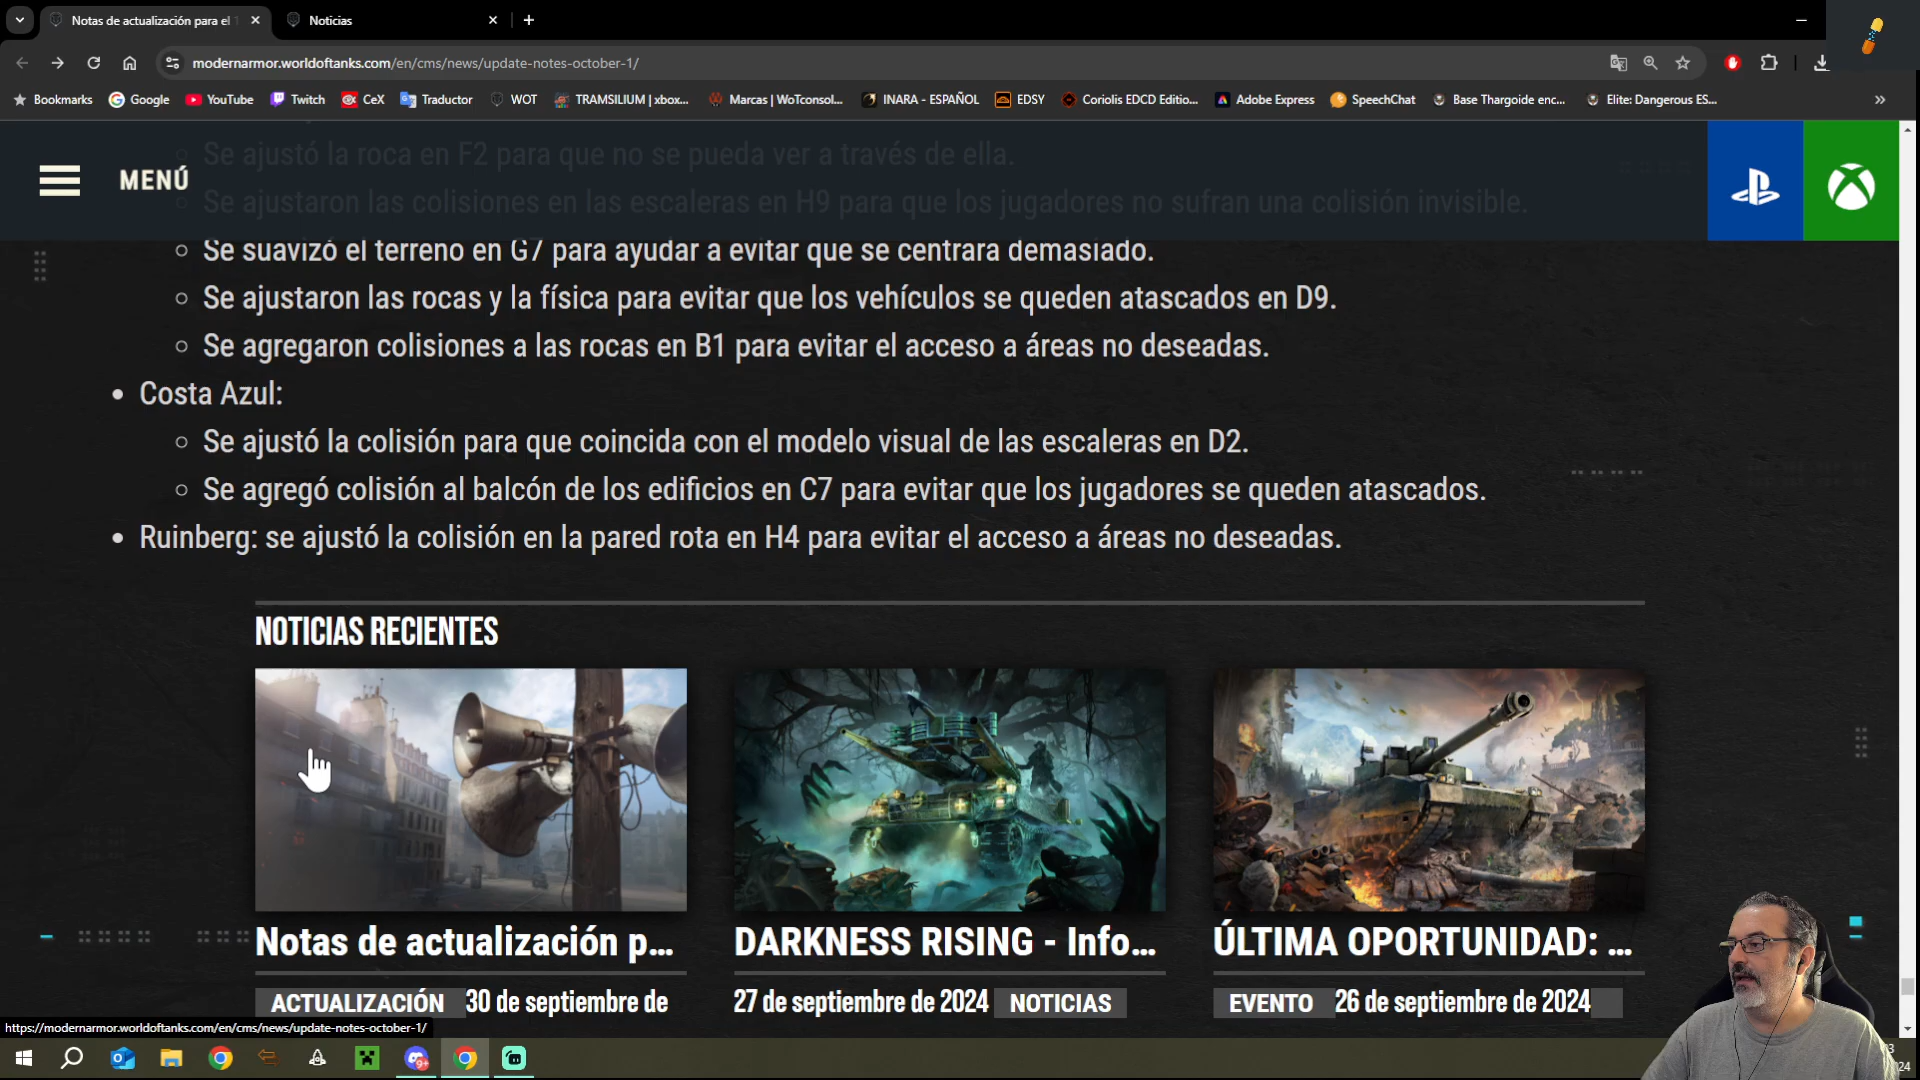 Notas de actualización para el 1
Noticias
modernarmor.worldoftanks.com/en/cms/news/update-notes-october-1/
Bookmarks
Google
YouTube
Twitch
CeX
Traductor
WOT
TRAMSILIUM | xbox...
Marcas | WoTconsol...
INARA - ESPAÑOL
EDSY
Coriolis EDCD Editio...
Adobe Express
SpeechChat
Base Thargoide enc...
Elite: Dangerous ES...
MENÚ
Se ajustó la roca en F2 para que no se pueda ver a través de ella.
Se ajustaron las colisiones en las escaleras en H9 para que los jugadores no sufran una colisión invisible.
Se suavizó el terreno en G7 para ayudar a evitar que se centrara demasiado.
Se ajustaron las rocas y la física para evitar que los vehículos se queden atascados en D9.
Se agregaron colisiones a las rocas en B1 para evitar el acceso a áreas no deseadas.
Costa Azul:
Se ajustó la colisión para que coincida con el modelo visual de las escaleras en D2.
Se agregó colisión al balcón de los edificios en C7 para evitar que los jugadores se queden atascados.
Ruinberg: se ajustó la colisión en la pared rota en H4 para evitar el acceso a áreas no deseadas.
NOTICIAS RECIENTES
Notas de actualización p...
DARKNESS RISING - Info...
ÚLTIMA OPORTUNIDAD: ...
ACTUALIZACIÓN 30 de septiembre de
27 de septiembre de 2024 NOTICIAS
EVENTO 26 de septiembre de 2024
https://modernarmor.worldoftanks.com/en/cms/news/update-notes-october-1/